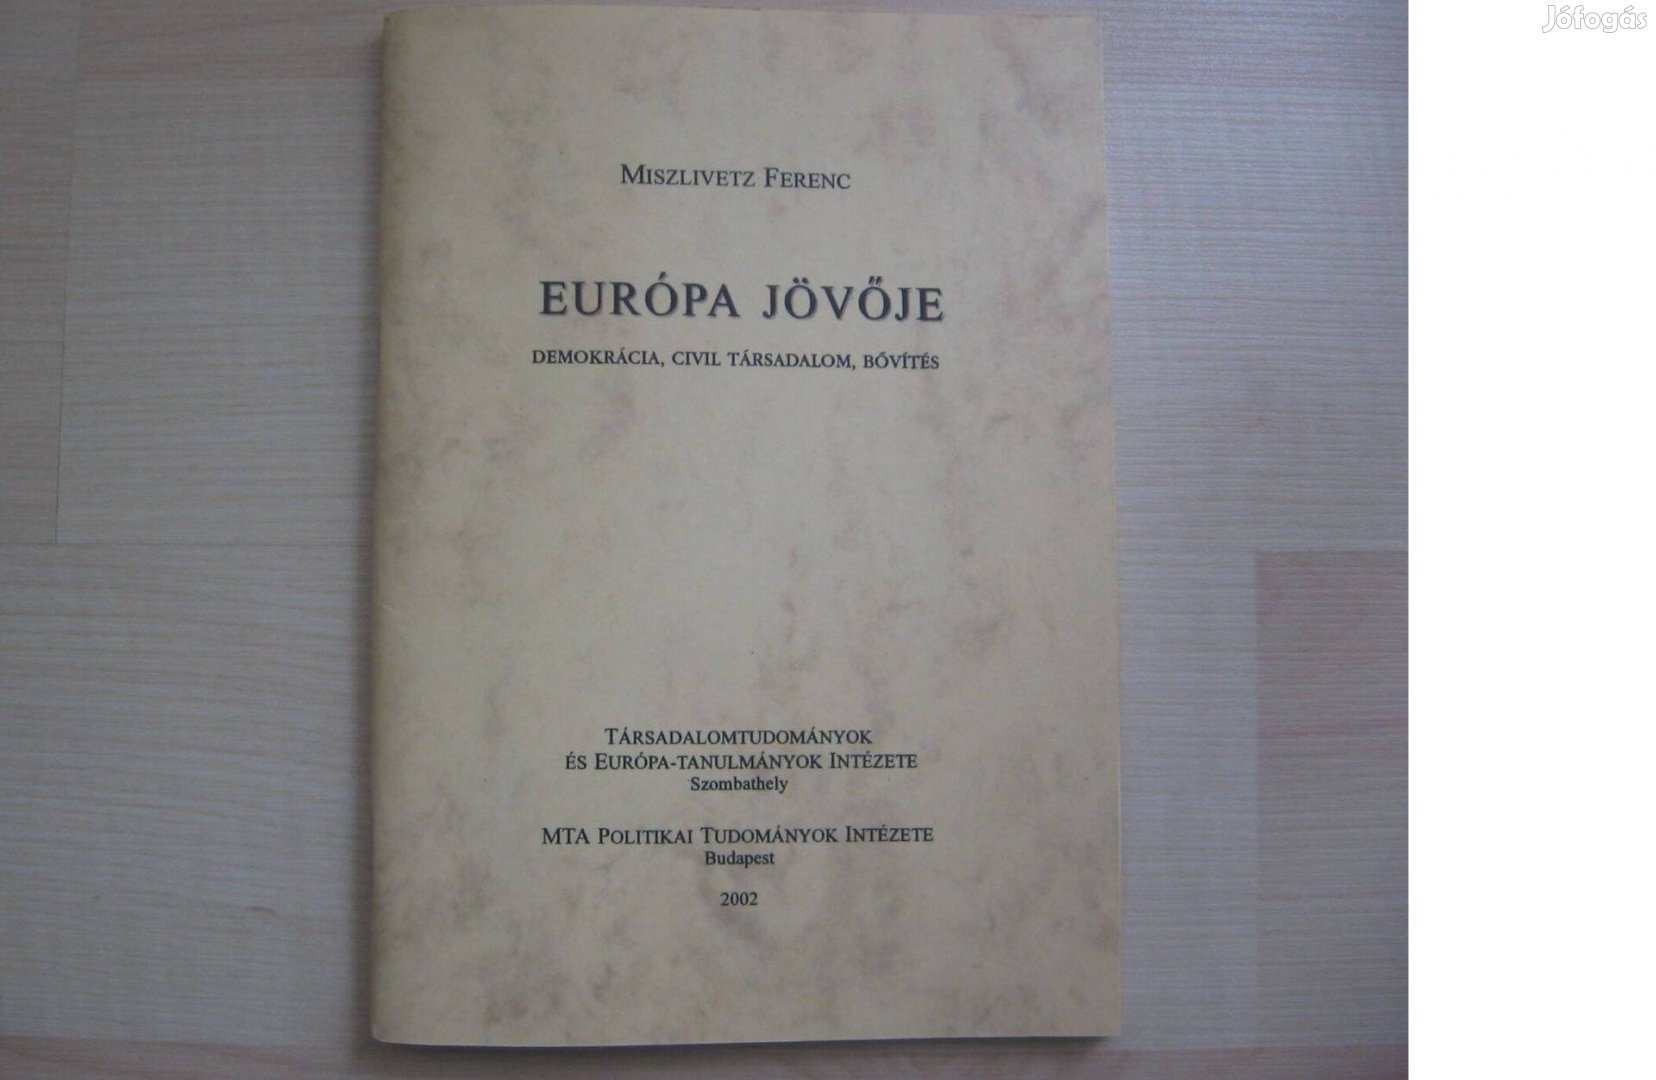 Jófogás
MISZLIVETZ FERENC
EURÓPA JÖVŐJE
DEMOKRÁCIA, CIVIL TÁRSADALOM, BŐVÍTÉS
TÁRSADALOMTUDOMÁNYOK
ÉS EURÓPA-TANULMÁNYOK INTÉZETE
Szombathely
MTA POLITIKAI TUDOMÁNYOK INTÉZETE
Budapest
2002